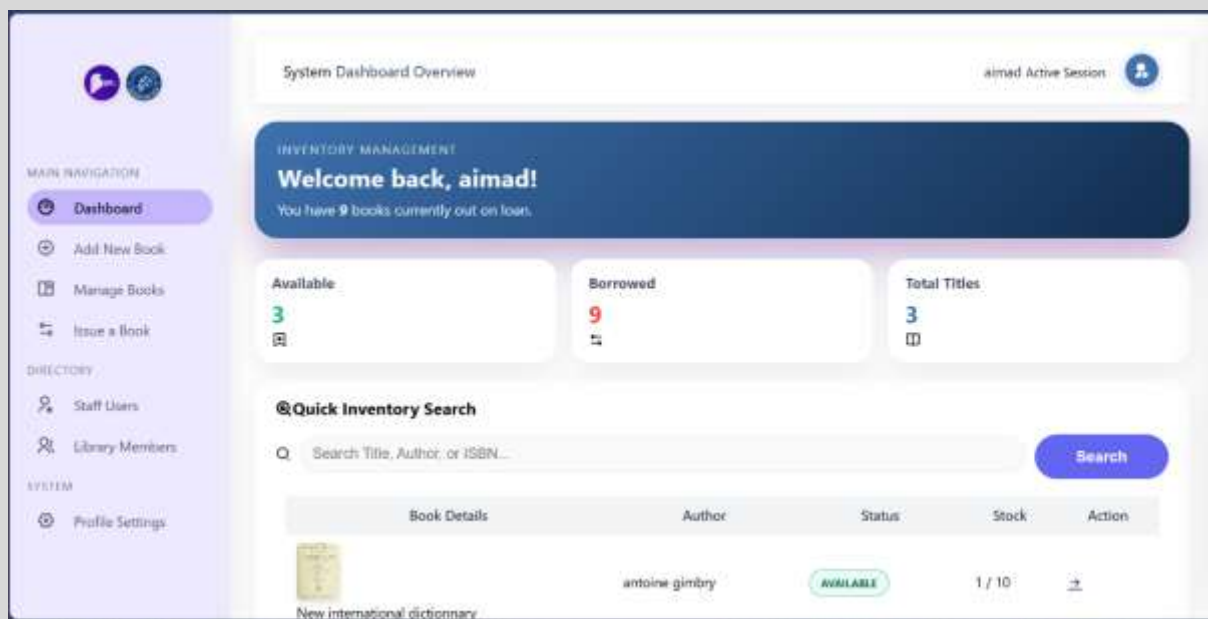 System Dashboard Overview
aimad Active Session
MAIN NAVIGATION
Dashboard
Add New Book
Manage Books
Issue a Book
DIRECTORY
Staff Users
Library Members
SYSTEM
Profile Settings
INVENTORY MANAGEMENT
Welcome back, aimad!
You have 9 books currently out on loan.
Available
3
Borrowed
9
Total Titles
3
Quick Inventory Search
Search Title, Author, or ISBN...
Search
Book Details Author Status Stock Action
antoine gimbry AVAILABLE 1 / 10 →
New international dictionnary